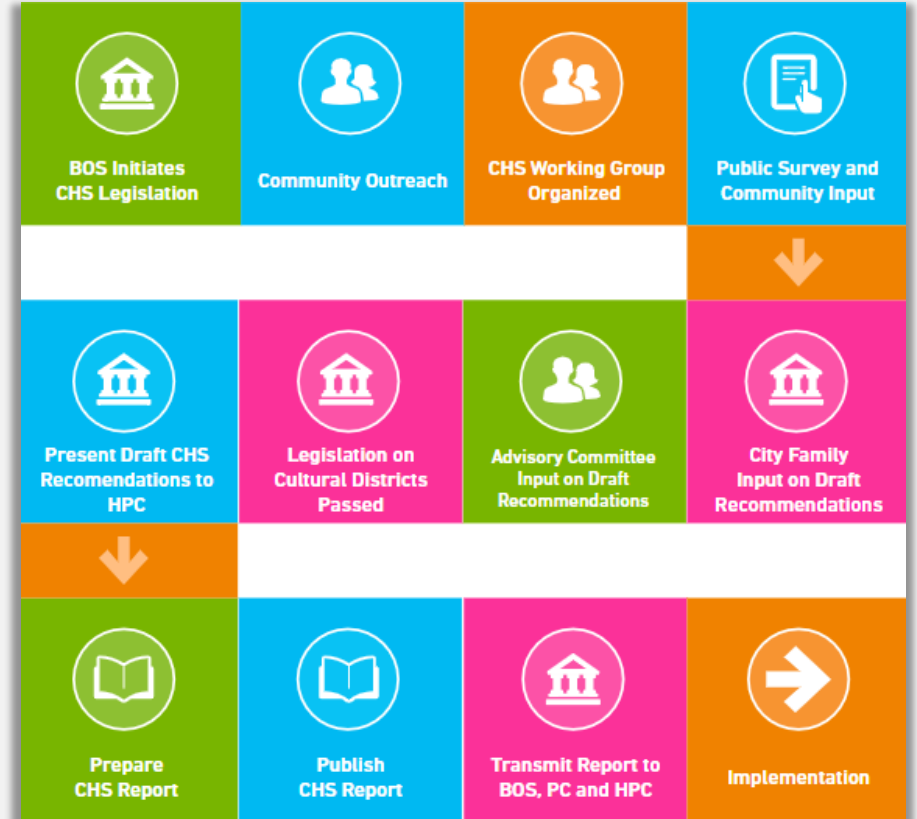 BOS Initiates
CHS Legislation
Community Outreach
CHS Working Group
Organized
Public Survey and
Community Input
Present Draft CHS
Recomendations to
HPC
Legislation on
Cultural Districts
Passed
Advisory Committee
Input on Draft
Recommendations
City Family
Input on Draft
Recommendations
Prepare
CHS Report
Publish
CHS Report
Transmit Report to
BOS, PC and HPC
Implementation